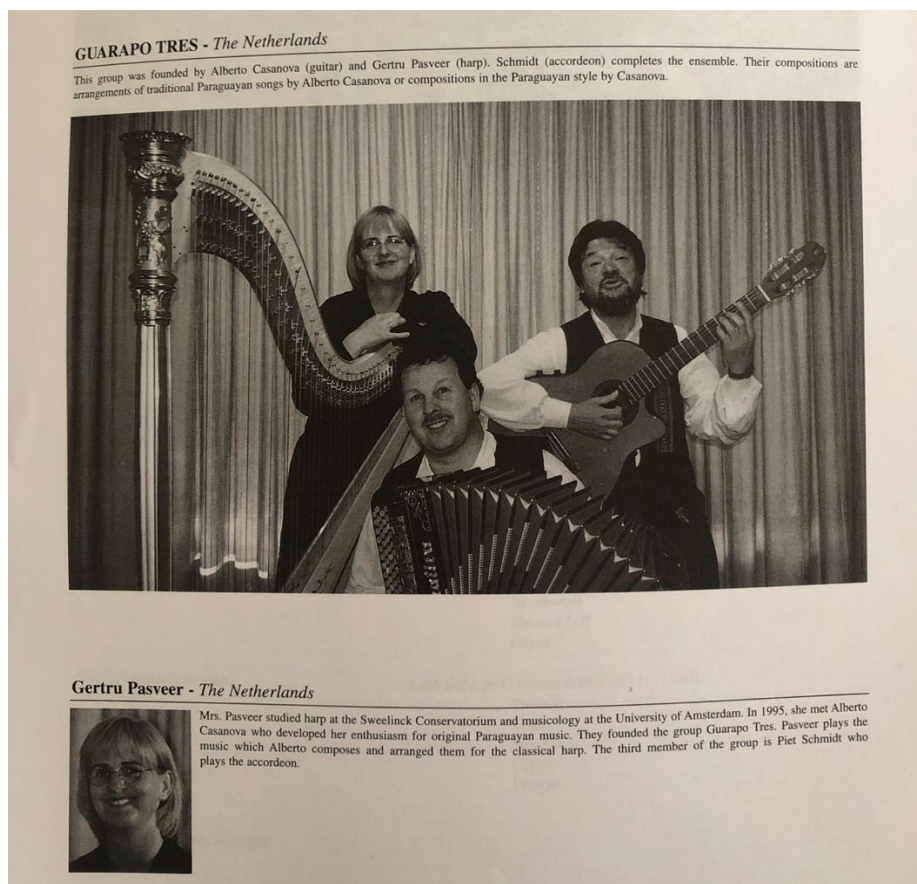 GUARAPO TRES - The Netherlands
This group was founded by Alberto Casanova (guitar) and Gertru Pasveer (harp). Schmidt (accordeon) completes the ensemble. Their compositions are
arrangements of traditional Paraguayan songs by Alberto Casanova or compositions in the Paraguayan style by Casanova.
Gertru Pasveer - The Netherlands
Mrs. Pasveer studied harp at the Sweelinck Conservatorium and musicology at the University of Amsterdam. In 1995, she met Alberto
Casanova who developed her enthusiasm for original Paraguayan music. They founded the group Guarapo Tres. Pasveer plays the
music which Alberto composes and arranged them for the classical harp. The third member of the group is Piet Schmidt who
plays the accordeon.